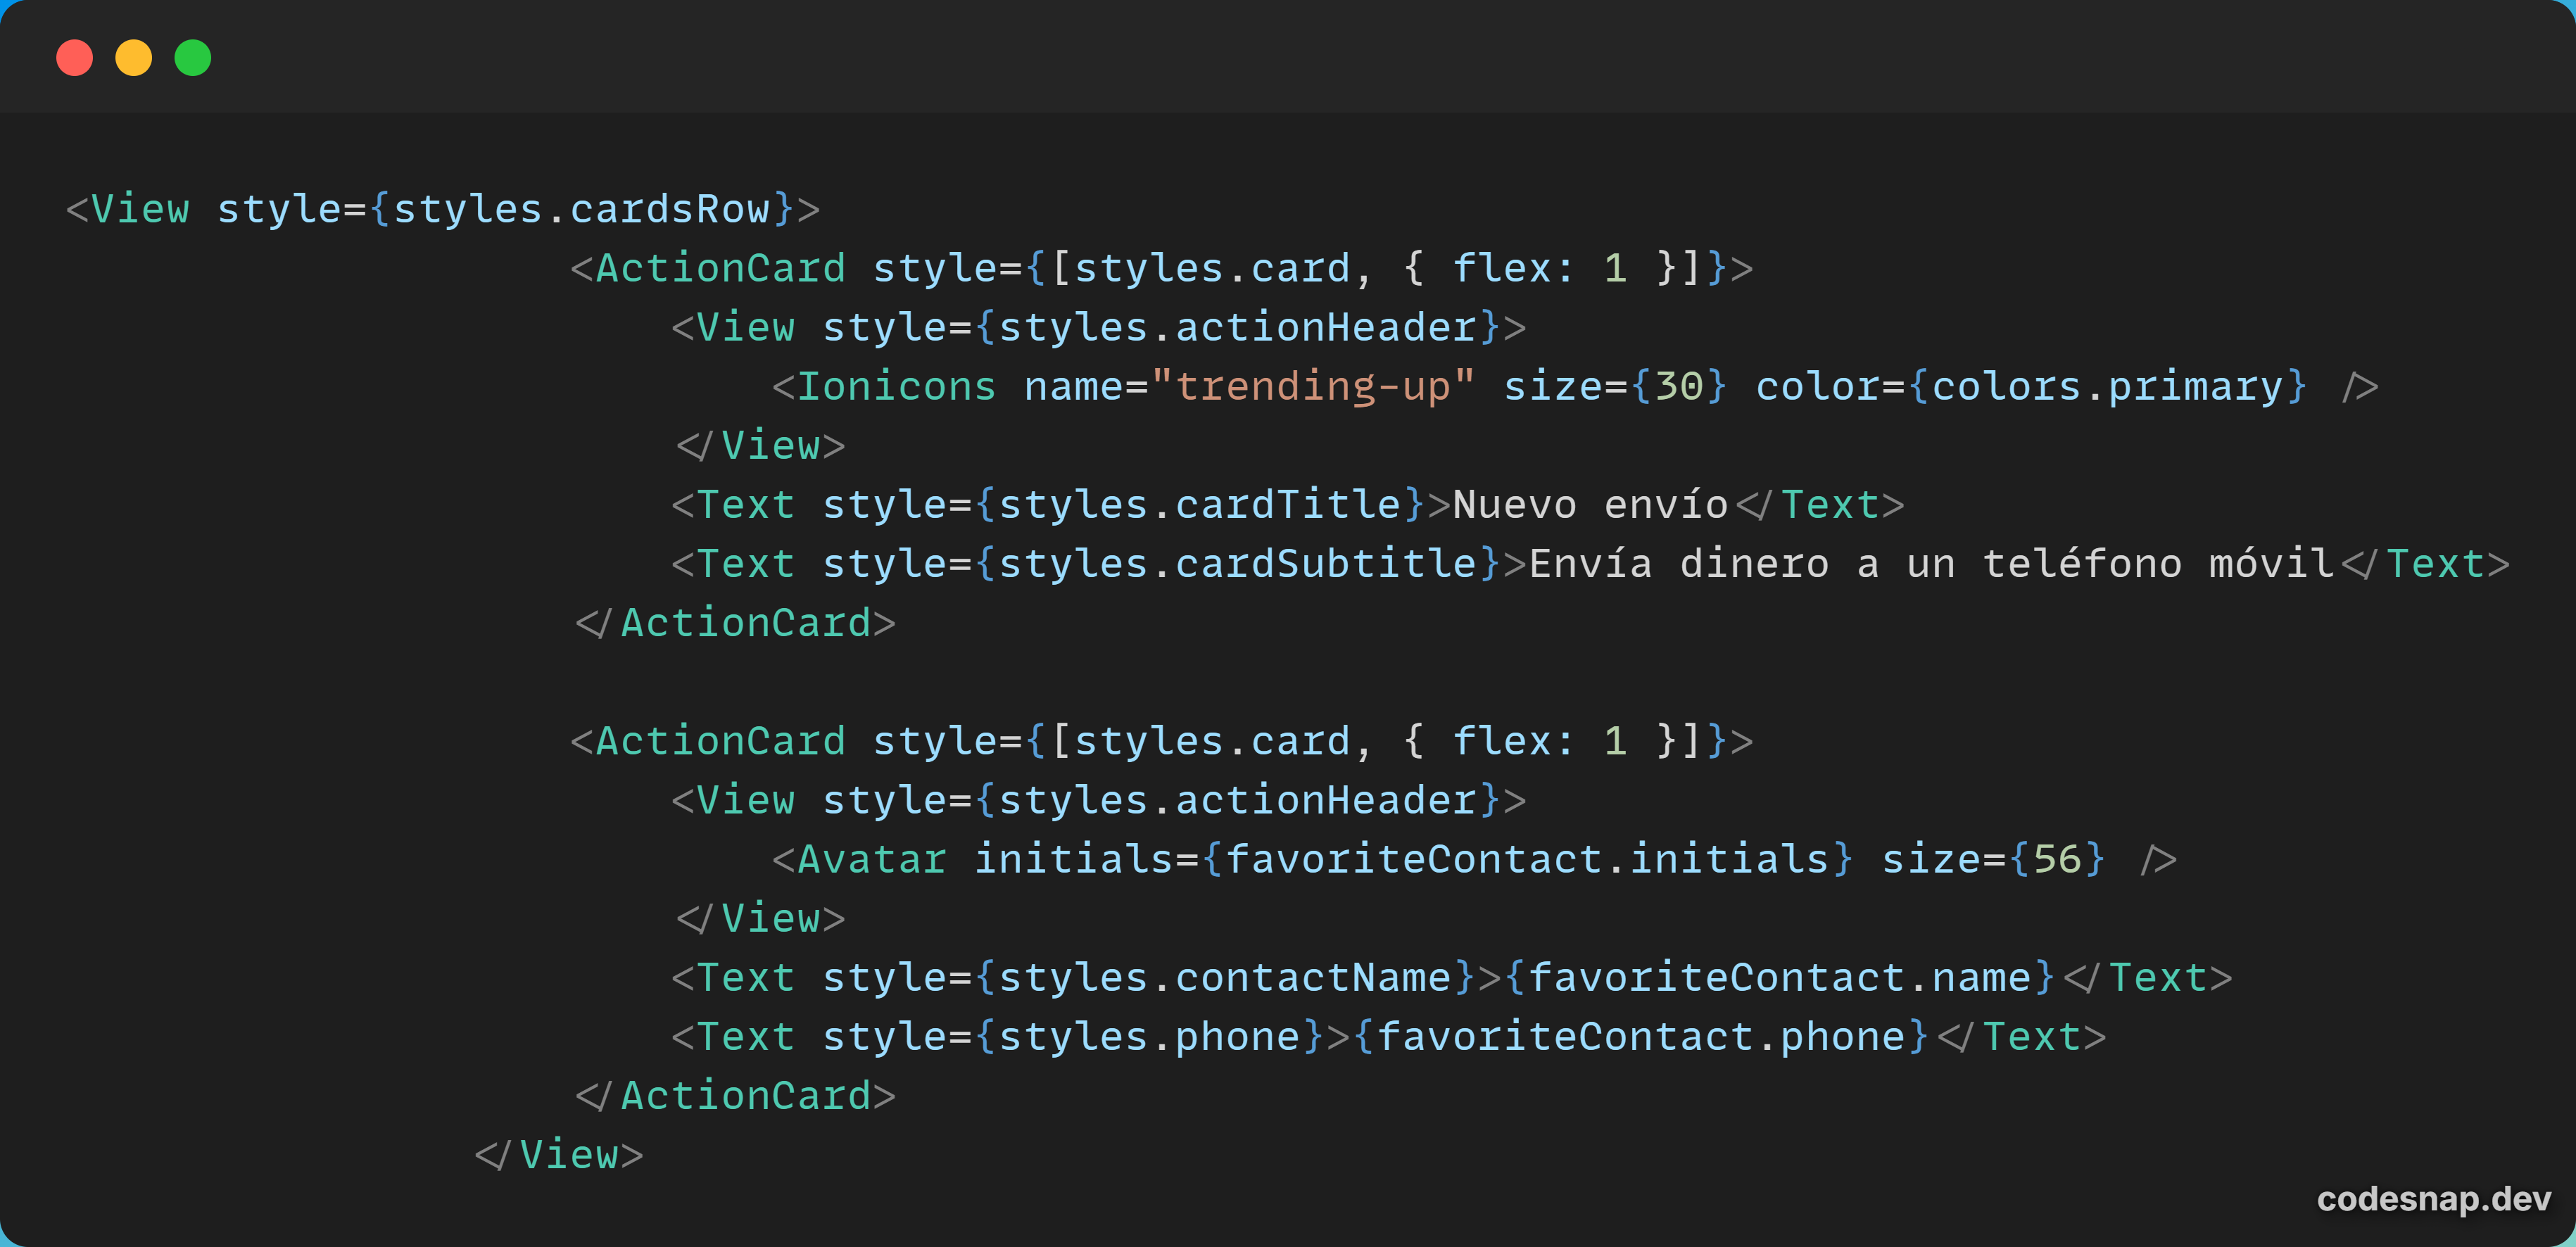 <View style={styles.cardsRow}>
<ActionCard style={[styles.card, { flex: 1 }]}>
<View style={styles.actionHeader}>
<Ionicons name="trending-up" size={30} color={colors.primary} />
</View>
<Text style={styles.cardTitle}>Nuevo envío</Text>
<Text style={styles.cardSubtitle}>Envía dinero a un teléfono móvil</Text>
</ActionCard>
<ActionCard style={[styles.card, { flex: 1 }]}>
<View style={styles.actionHeader}>
<Avatar initials={favoriteContact.initials} size={56} />
</View>
<Text style={styles.contactName}>{favoriteContact.name}</Text>
<Text style={styles.phone}>{favoriteContact.phone}</Text>
</ActionCard>
</View>
codesnap.dev